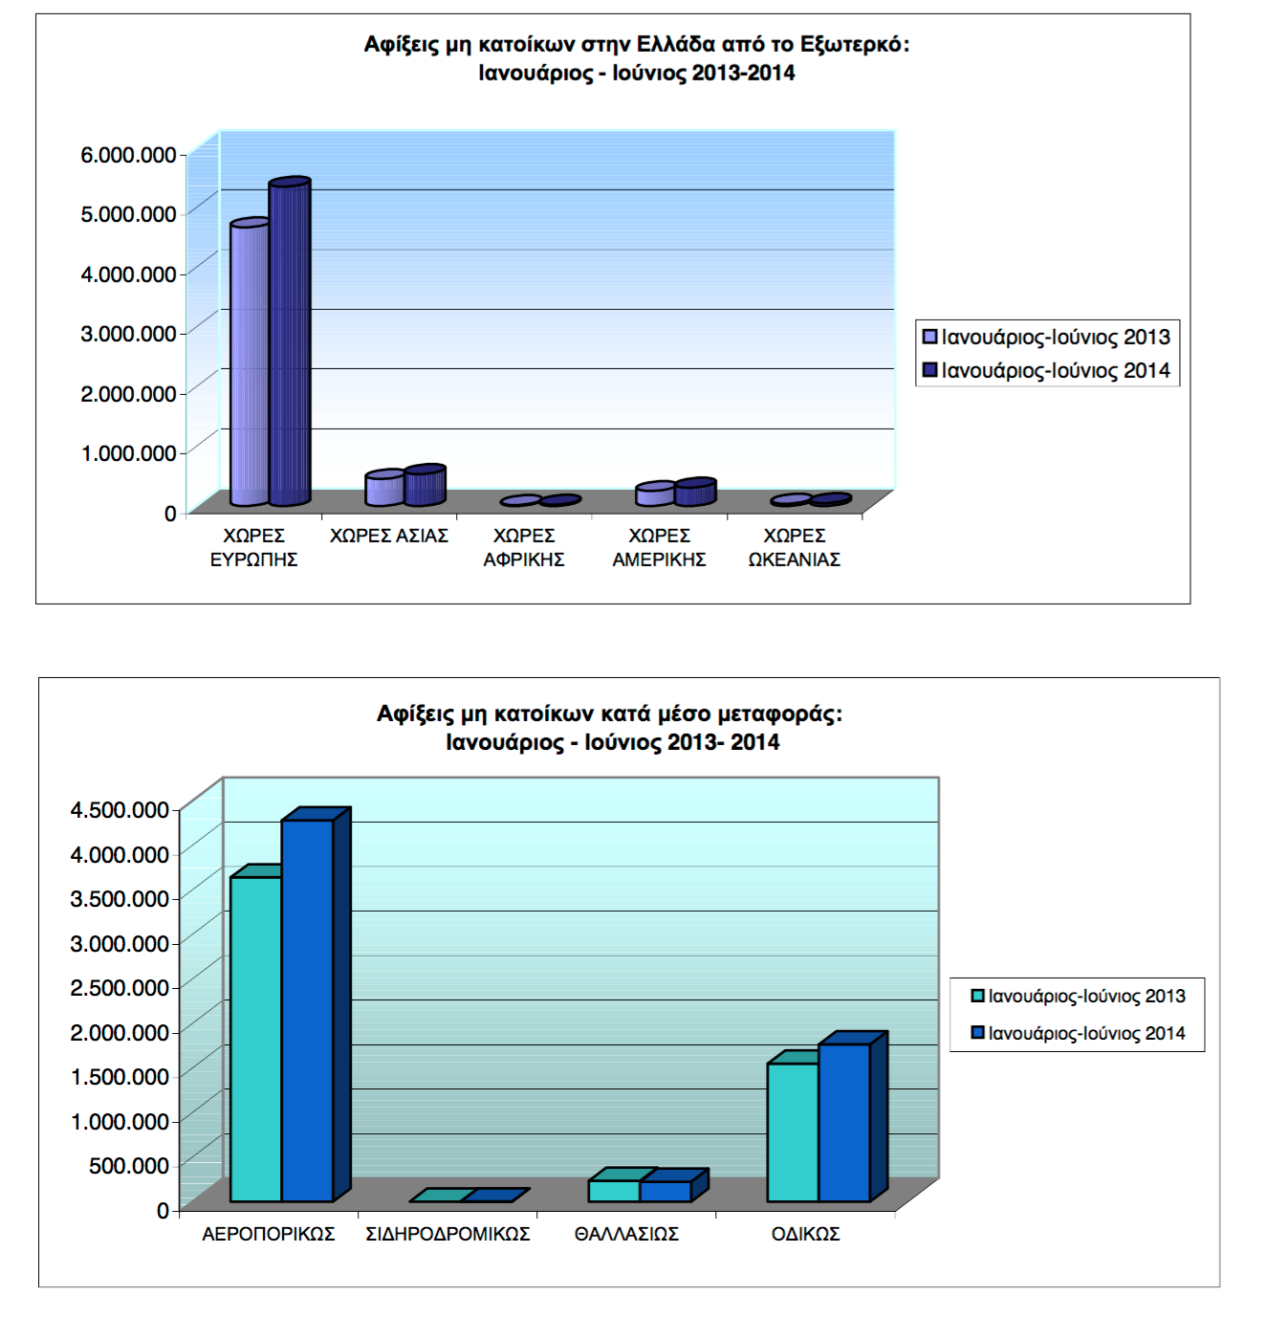 Αφίξεις μη κατοίκων στην Ελλάδα από το Εξωτερκό:
Ιανουάριος - Ιούνιος 2013-2014
6.000.000
5.000.000
4.000.000
3.000.000
2.000.000
1.000.000
0
ΧΩΡΕΣ ΕΥΡΩΠΗΣ
ΧΩΡΕΣ ΑΣΙΑΣ
ΧΩΡΕΣ ΑΦΡΙΚΗΣ
ΧΩΡΕΣ ΑΜΕΡΙΚΗΣ
ΧΩΡΕΣ ΩΚΕΑΝΙΑΣ
Ιανουάριος-Ιούνιος 2013
Ιανουάριος-Ιούνιος 2014
Αφίξεις μη κατοίκων κατά μέσο μεταφοράς:
Ιανουάριος - Ιούνιος 2013- 2014
4.500.000
4.000.000
3.500.000
3.000.000
2.500.000
2.000.000
1.500.000
1.000.000
500.000
0
ΑΕΡΟΠΟΡΙΚΩΣ
ΣΙΔΗΡΟΔΡΟΜΙΚΩΣ
ΘΑΛΛΑΣΙΩΣ
ΟΔΙΚΩΣ
Ιανουάριος-Ιούνιος 2013
Ιανουάριος-Ιούνιος 2014